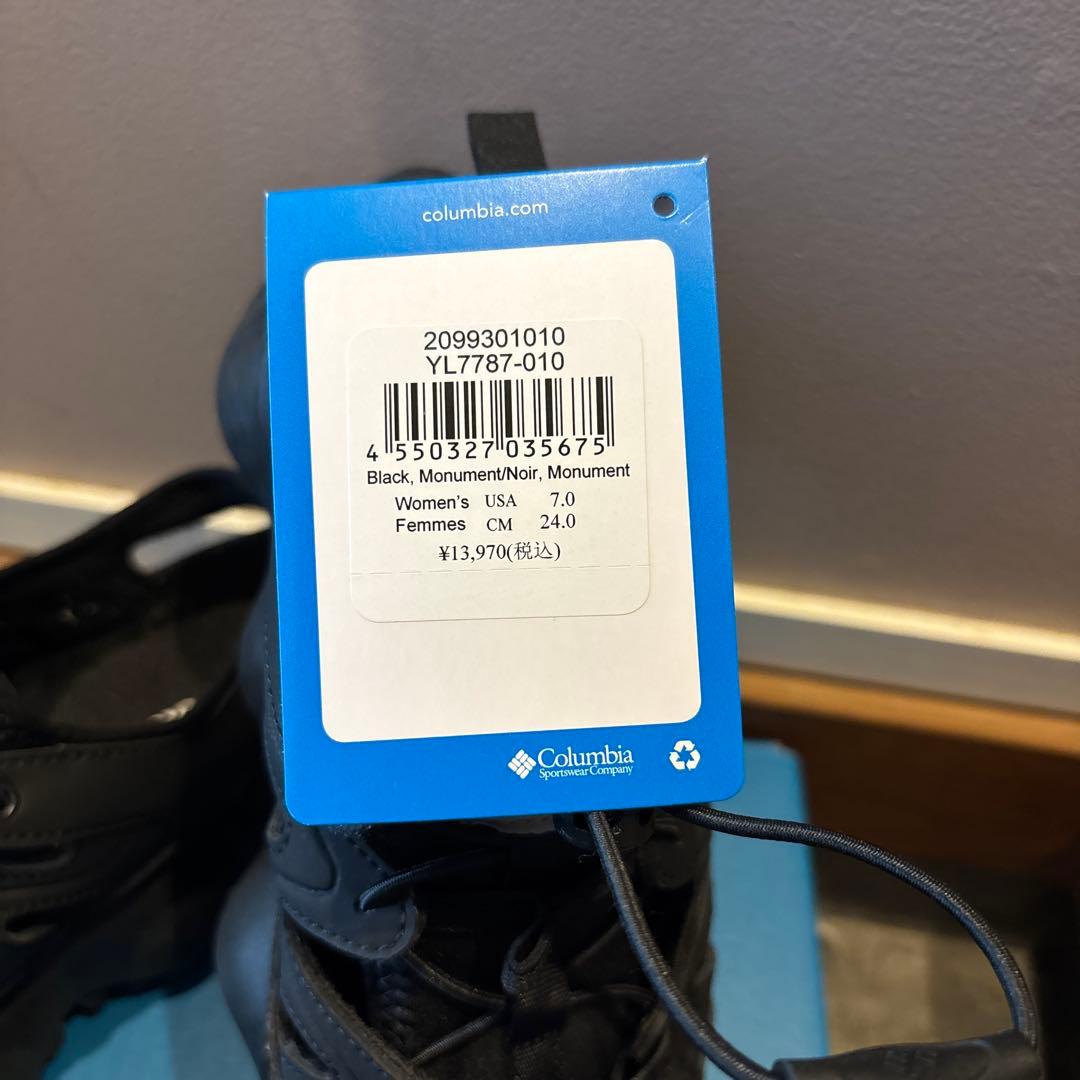 columbia.com
2099301010
YL7787-010
4 550327 035675
Black, Monument/Noir, Monument
Women's USA 7.0
Femmes CM 24.0
¥13,970(税込)
Columbia
Sportswear Company